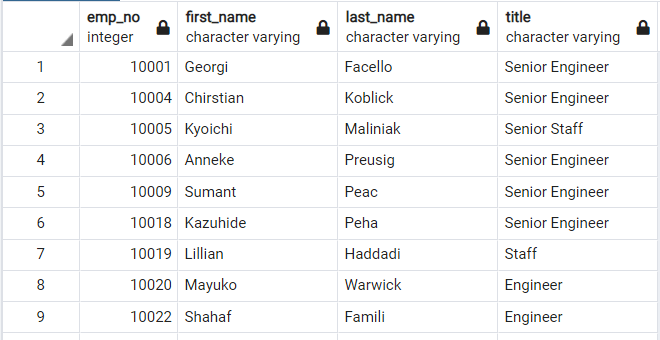 emp_no first_name last_name title
integer character varying character varying character varying
1 10001 Georgi Facello Senior Engineer
2 10004 Chirstian Koblick Senior Engineer
3 10005 Kyoichi Maliniak Senior Staff
4 10006 Anneke Preusig Senior Engineer
5 10009 Sumant Peac Senior Engineer
6 10018 Kazuhide Peha Senior Engineer
7 10019 Lillian Haddadi Staff
8 10020 Mayuko Warwick Engineer
9 10022 Shahaf Famili Engineer